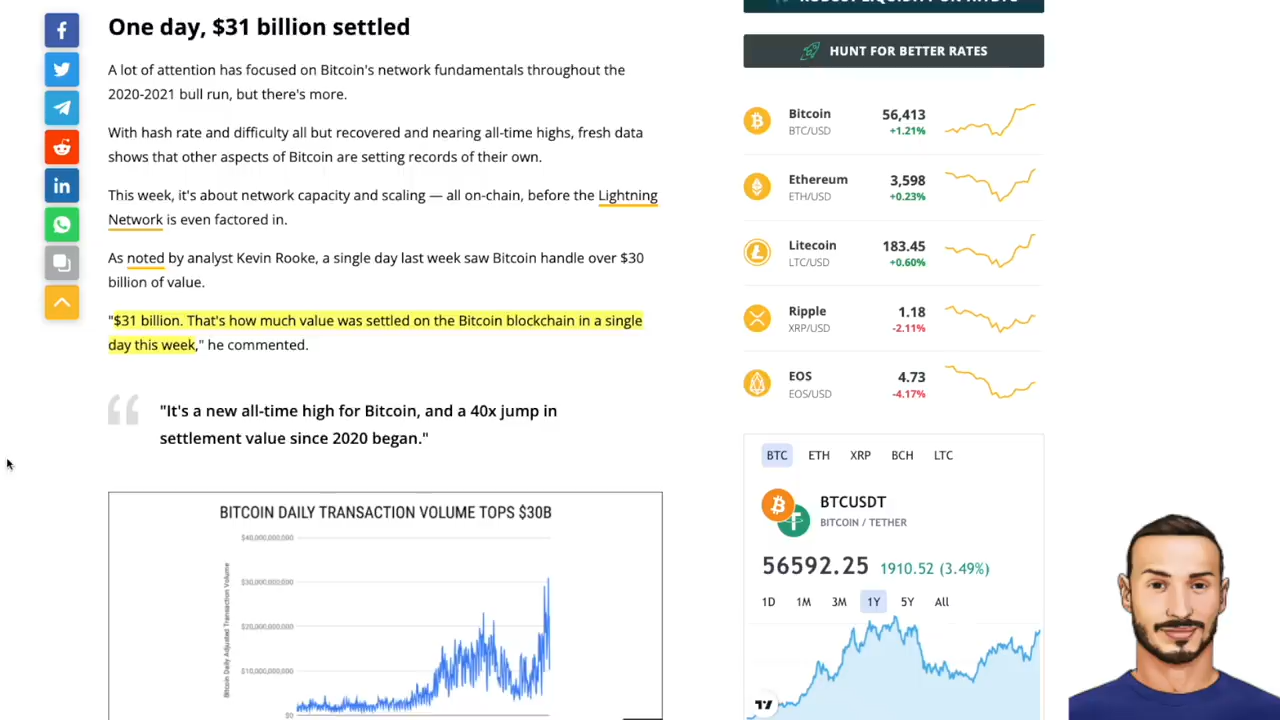 ROBUST LIQUIDITY ON HITBTC
One day, $31 billion settled
A lot of attention has focused on Bitcoin's network fundamentals throughout the
2020-2021 bull run, but there's more.
With hash rate and difficulty all but recovered and nearing all-time highs, fresh data
shows that other aspects of Bitcoin are setting records of their own.
This week, it's about network capacity and scaling — all on-chain, before the Lightning
Network is even factored in.
As noted by analyst Kevin Rooke, a single day last week saw Bitcoin handle over $30
billion of value.
"$31 billion. That's how much value was settled on the Bitcoin blockchain in a single
day this week," he commented.
"It's a new all-time high for Bitcoin, and a 40x jump in
settlement value since 2020 began."
BITCOIN DAILY TRANSACTION VOLUME TOPS $30B
Bitcoin Daily Adjusted Transaction Volume
$40,000,000,000
$30,000,000,000
$20,000,000,000
$10,000,000,000
$0
HUNT FOR BETTER RATES
Bitcoin 56,413
BTC/USD +1.21%
Ethereum 3,598
ETH/USD +0.23%
Litecoin 183.45
LTC/USD +0.60%
Ripple 1.18
XRP/USD -2.11%
EOS 4.73
EOS/USD -4.17%
BTC ETH XRP BCH LTC
BTCUSDT
BITCOIN / TETHER
56592.25 1910.52 (3.49%)
1D 1M 3M 1Y 5Y All